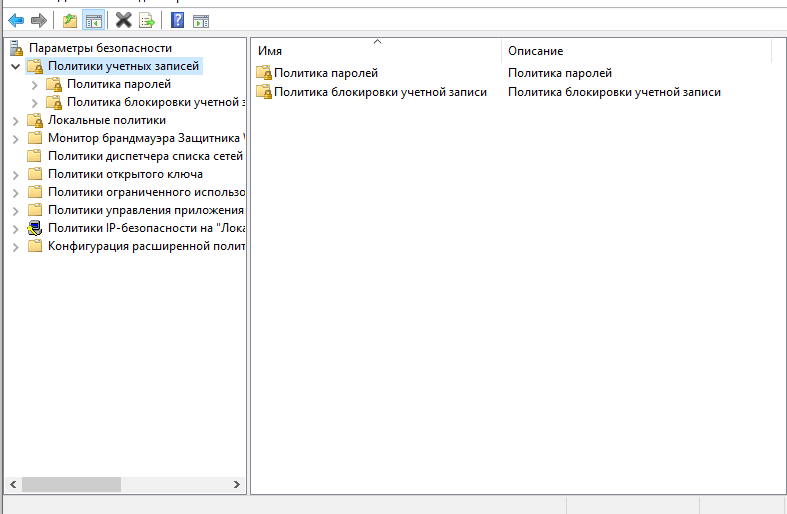 Имя
Описание
Параметры безопасности
Политики учетных записей
Политика паролей
Политика блокировки учетной з
Локальные политики
Монитор брандмауэра Защитника
Политики диспетчера списка сетей
Политики открытого ключа
Политики ограниченного использо
Политики управления приложения
Политики IP-безопасности на "Лока
Конфигурация расширенной полит
Политика паролей
Политика паролей
Политика блокировки учетной записи
Политика блокировки учетной записи